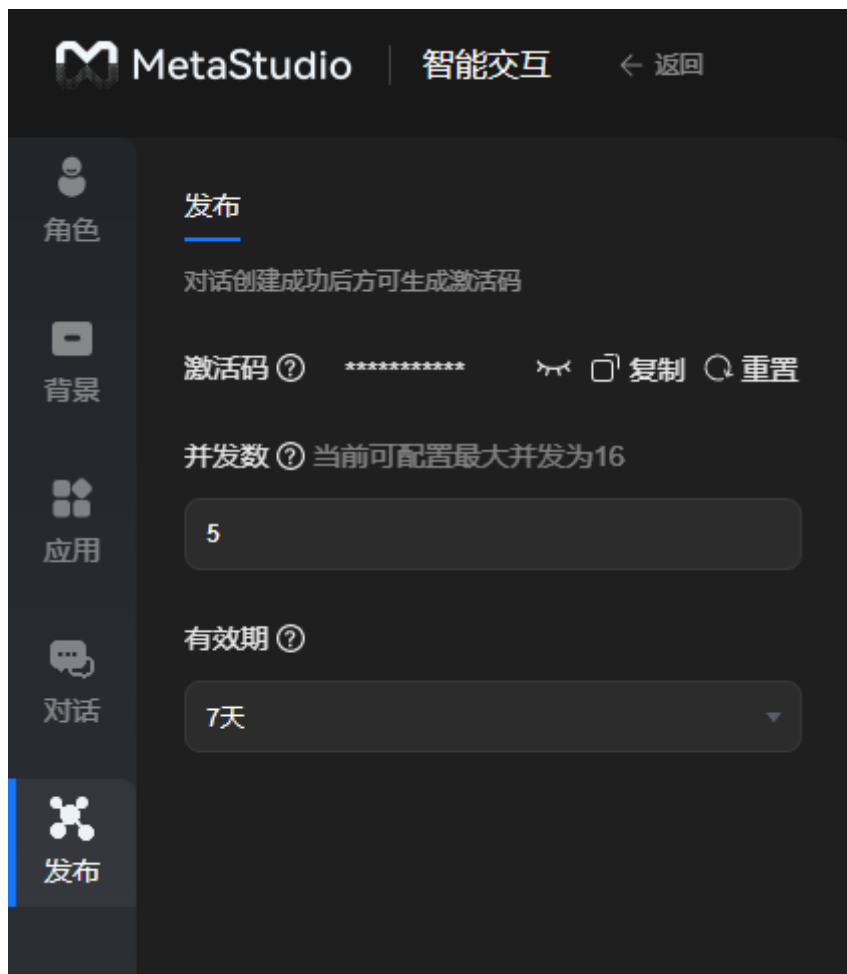 MetaStudio 智能交互 ← 返回
角色
背景
应用
对话
发布
发布
对话创建成功后方可生成激活码
激活码 *********** 复制 重置
并发数 当前可配置最大并发为16
5
有效期
7天